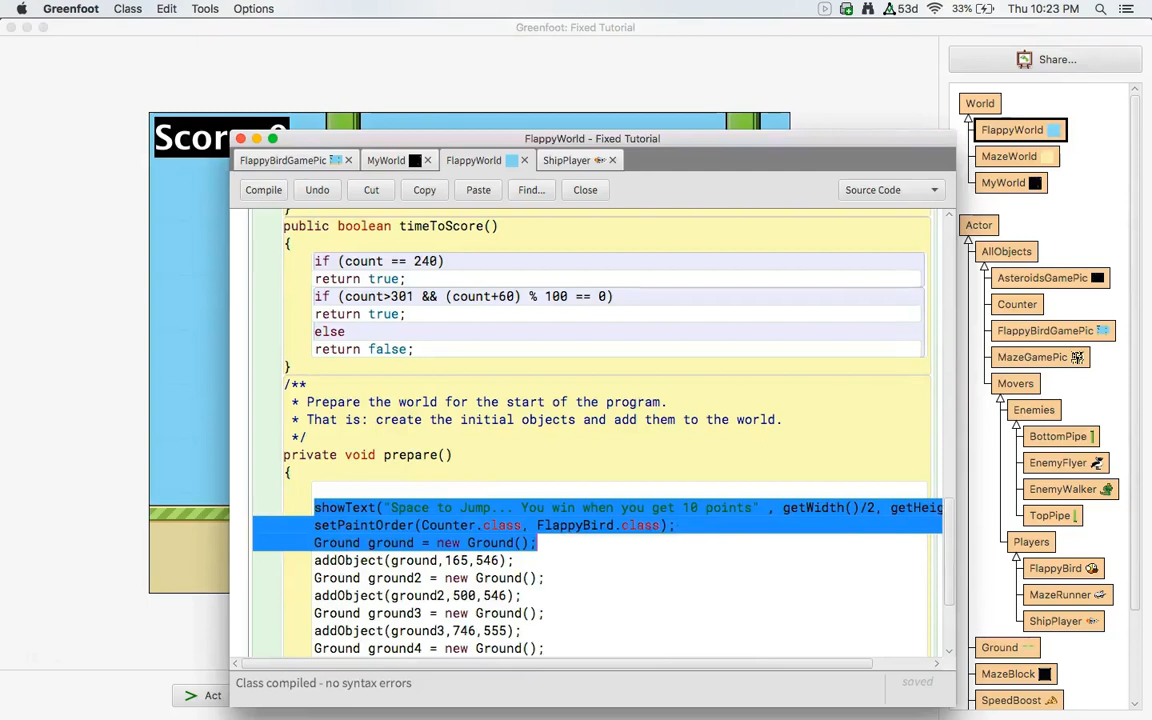 Greenfoot Class Edit Tools Options 53d 33% Thu 10:23 PM
Greenfoot: Fixed Tutorial
Share...
World
FlappyWorld
MazeWorld
MyWorld
Actor
AllObjects
AsteroidsGamePic
Counter
FlappyBirdGamePic
MazeGamePic
Movers
Enemies
BottomPipe
EnemyFlyer
EnemyWalker
TopPipe
Players
FlappyBird
MazeRunner
ShipPlayer
Ground
MazeBlock
SpeedBoost
FlappyWorld - Fixed Tutorial
FlappyBirdGamePic MyWorld FlappyWorld ShipPlayer
Compile Undo Cut Copy Paste Find... Close Source Code
}
public boolean timeToScore()
{
if (count == 240)
return true;
if (count>301 && (count+60) % 100 == 0)
return true;
else
return false;
}
/**
* Prepare the world for the start of the program.
* That is: create the initial objects and add them to the world.
*/
private void prepare()
{
showText("Space to Jump... You win when you get 10 points" , getWidth()/2, getHeig
setPaintOrder(Counter.class, FlappyBird.class);
Ground ground = new Ground();
addObject(ground,165,546);
Ground ground2 = new Ground();
addObject(ground2,500,546);
Ground ground3 = new Ground();
addObject(ground3,746,555);
Ground ground4 = new Ground();
Class compiled - no syntax errors
saved
Act